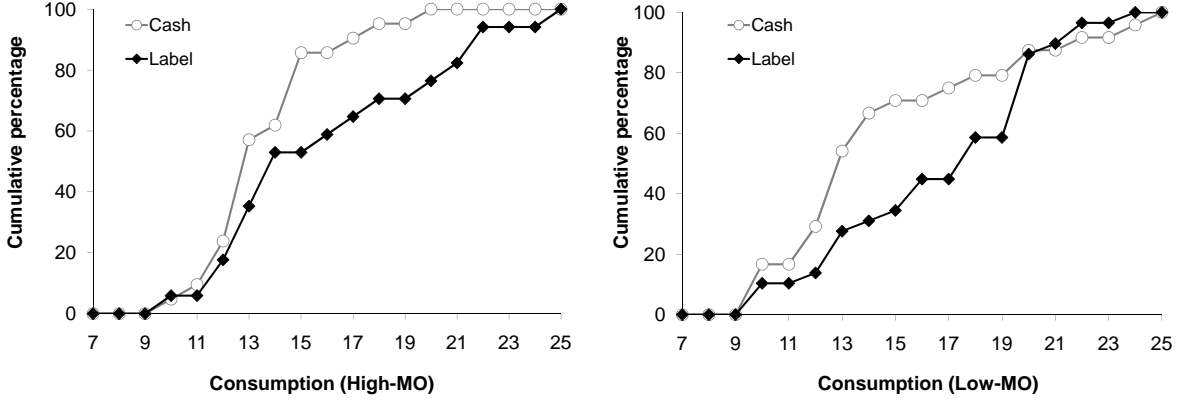 Cumulative percentage
100
80
60
40
20
0
Cash
Label
7 9 11 13 15 17 19 21 23 25
Consumption (High-MO)
Cumulative percentage
100
80
60
40
20
0
Cash
Label
7 9 11 13 15 17 19 21 23 25
Consumption (Low-MO)